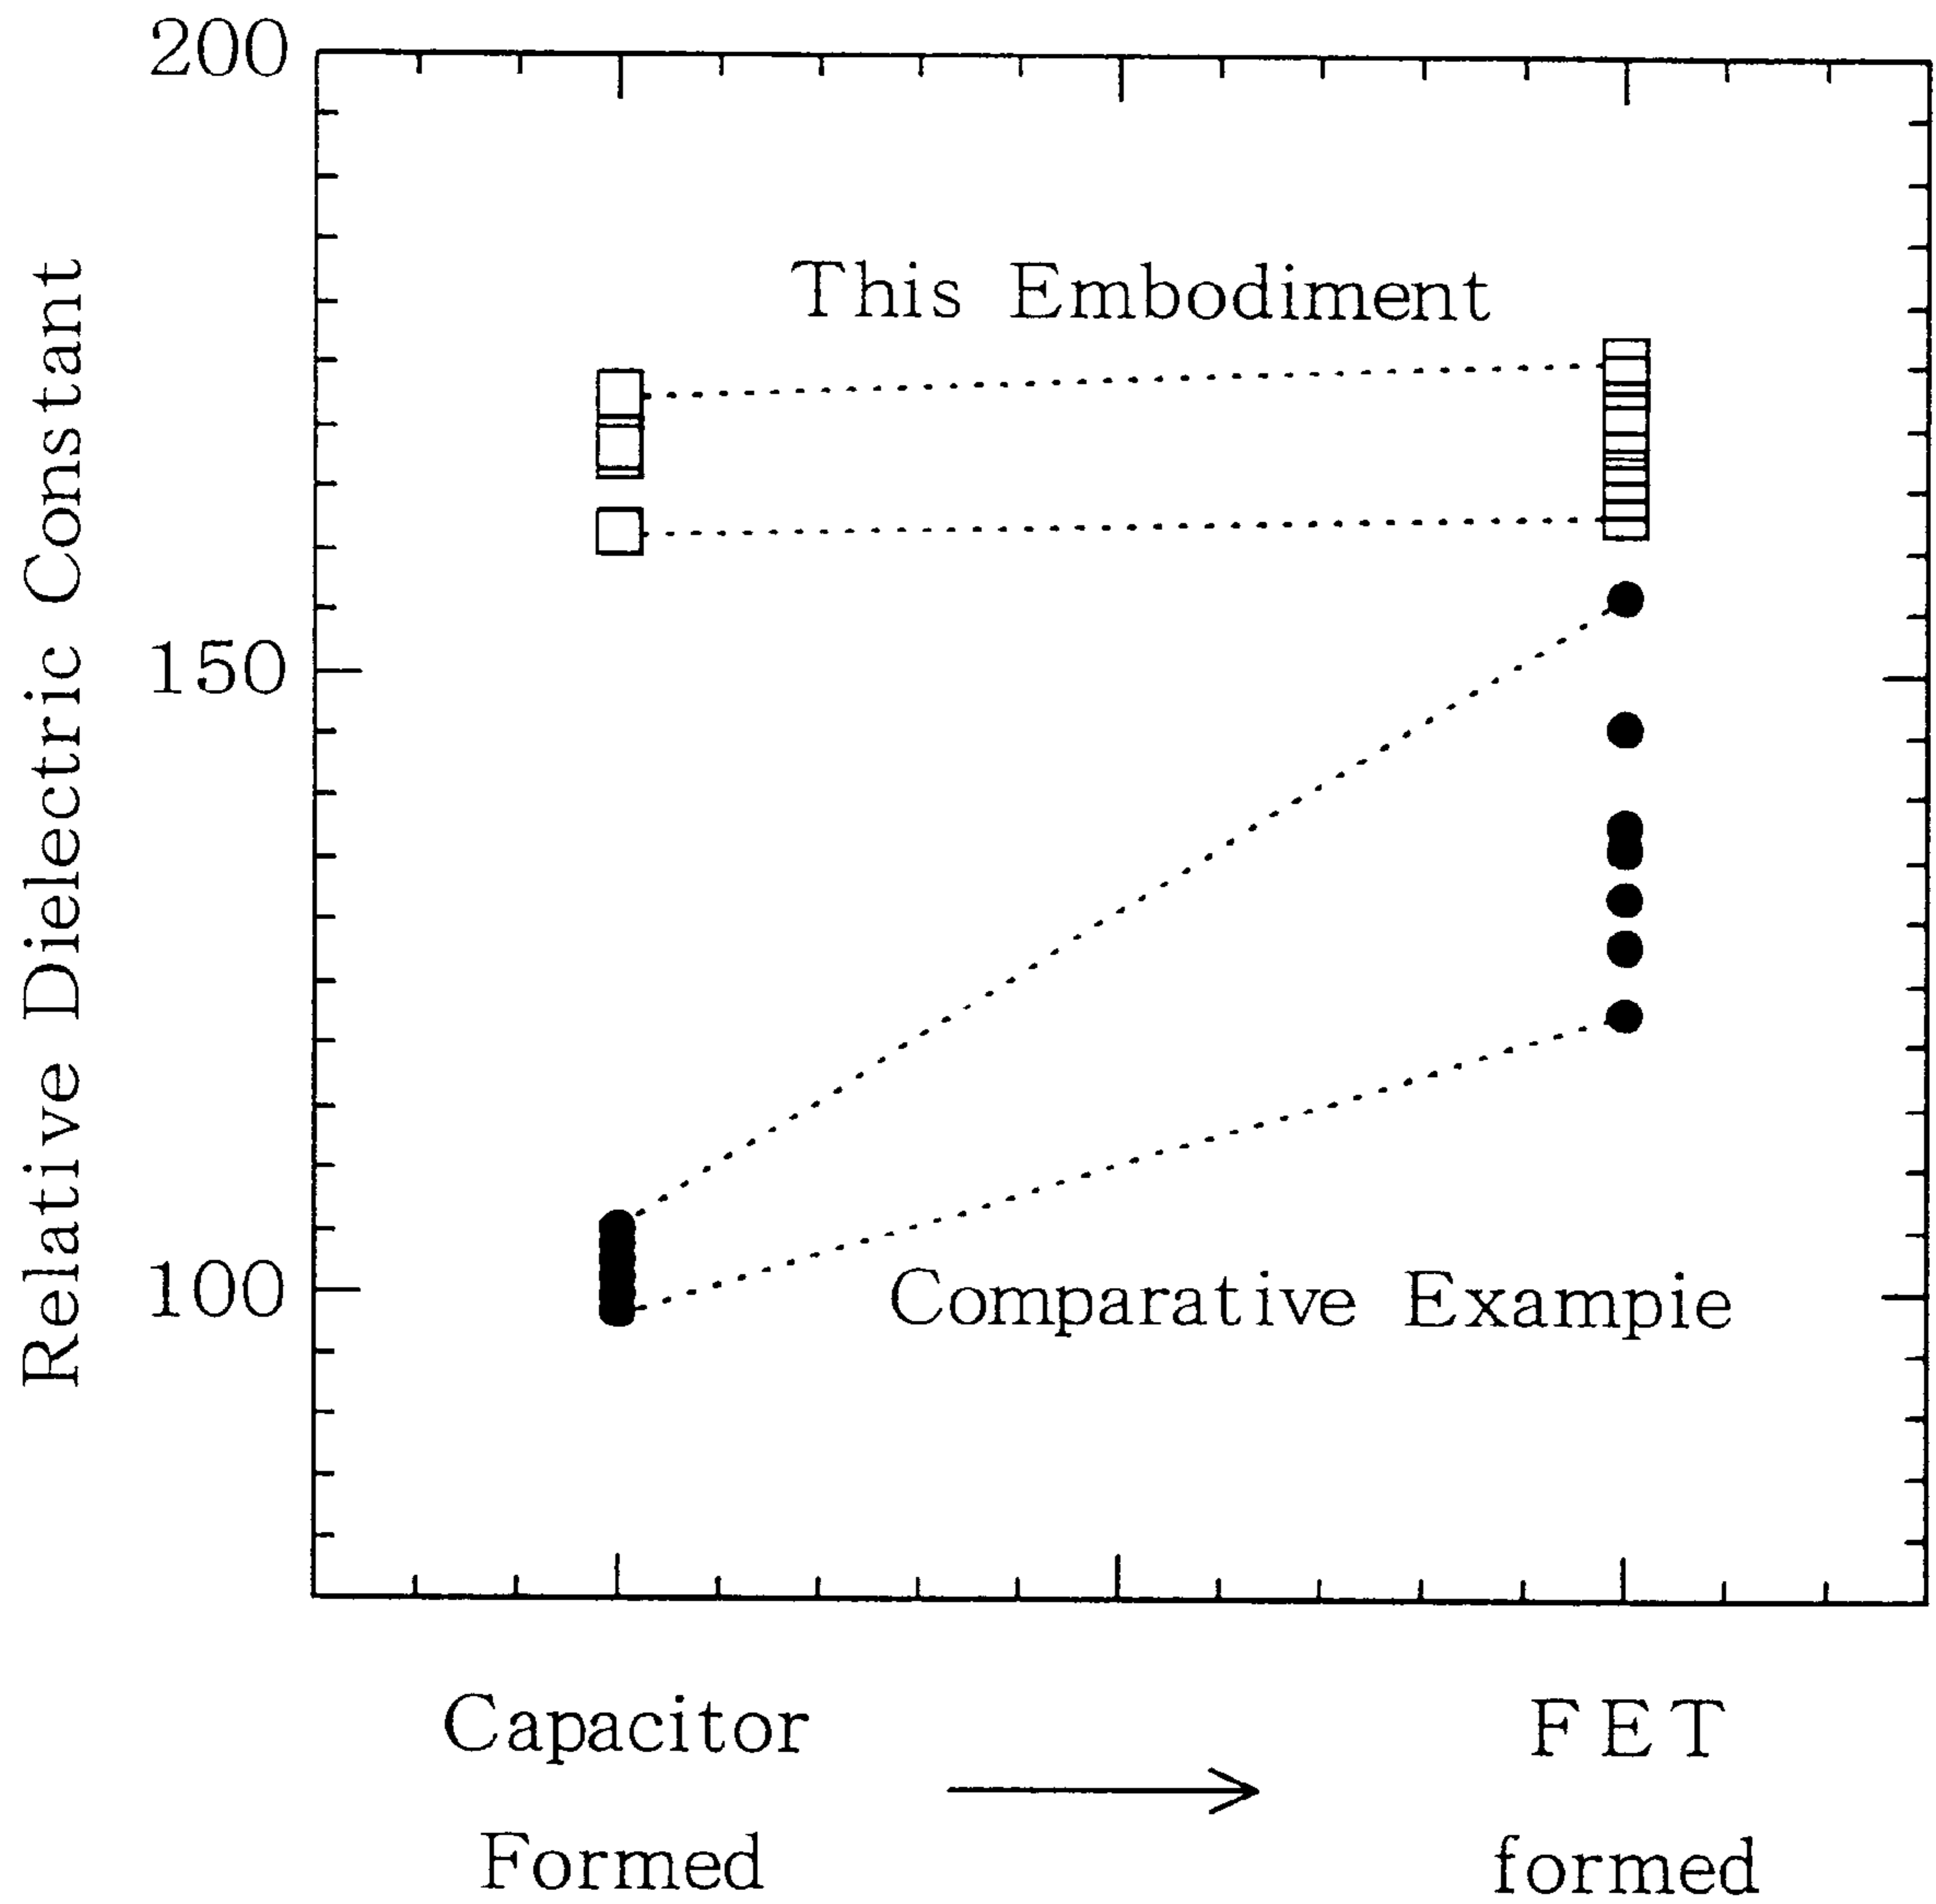 200
150
100
Relative Dielectric Constant
This Embodiment
Comparative Exampie
Capacitor
Formed
FET
formed